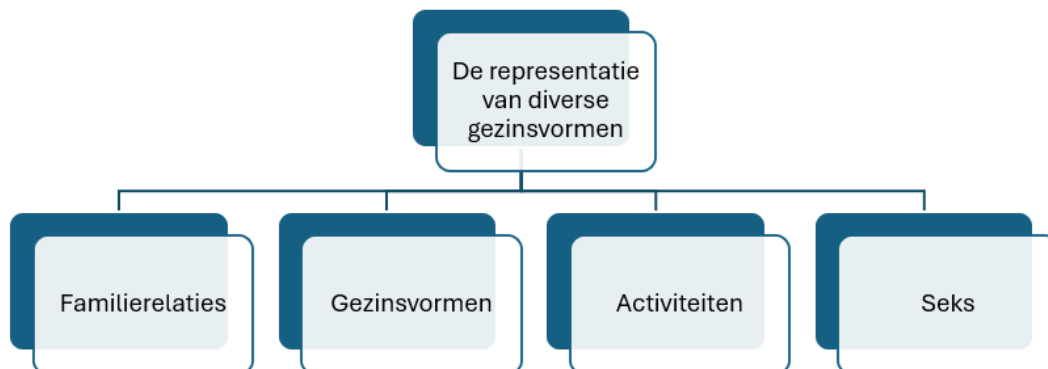 De representatie
van diverse
gezinsvormen
Familierelaties
Gezinsvormen
Activiteiten
Seks